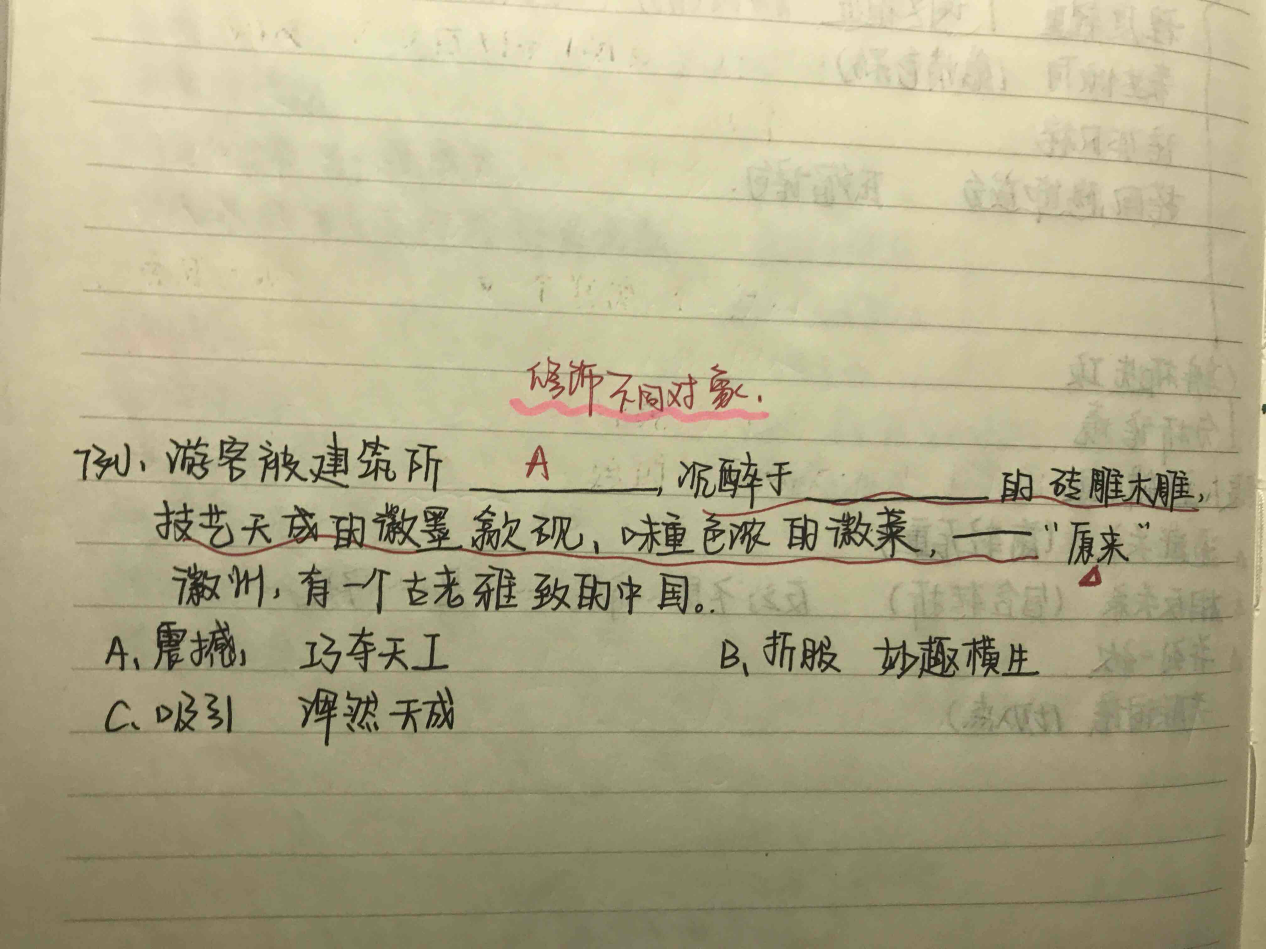 修饰不同对象.
例、游客被建筑所 A ,沉醉于 的砖雕木雕,
技艺天成的徽墨歙砚、味重色浓的徽菜,——“原来”
徽州,有一个古老雅致的中国。
A、震撼 巧夺天工 B、折服 妙趣横生
C、吸引 浑然天成